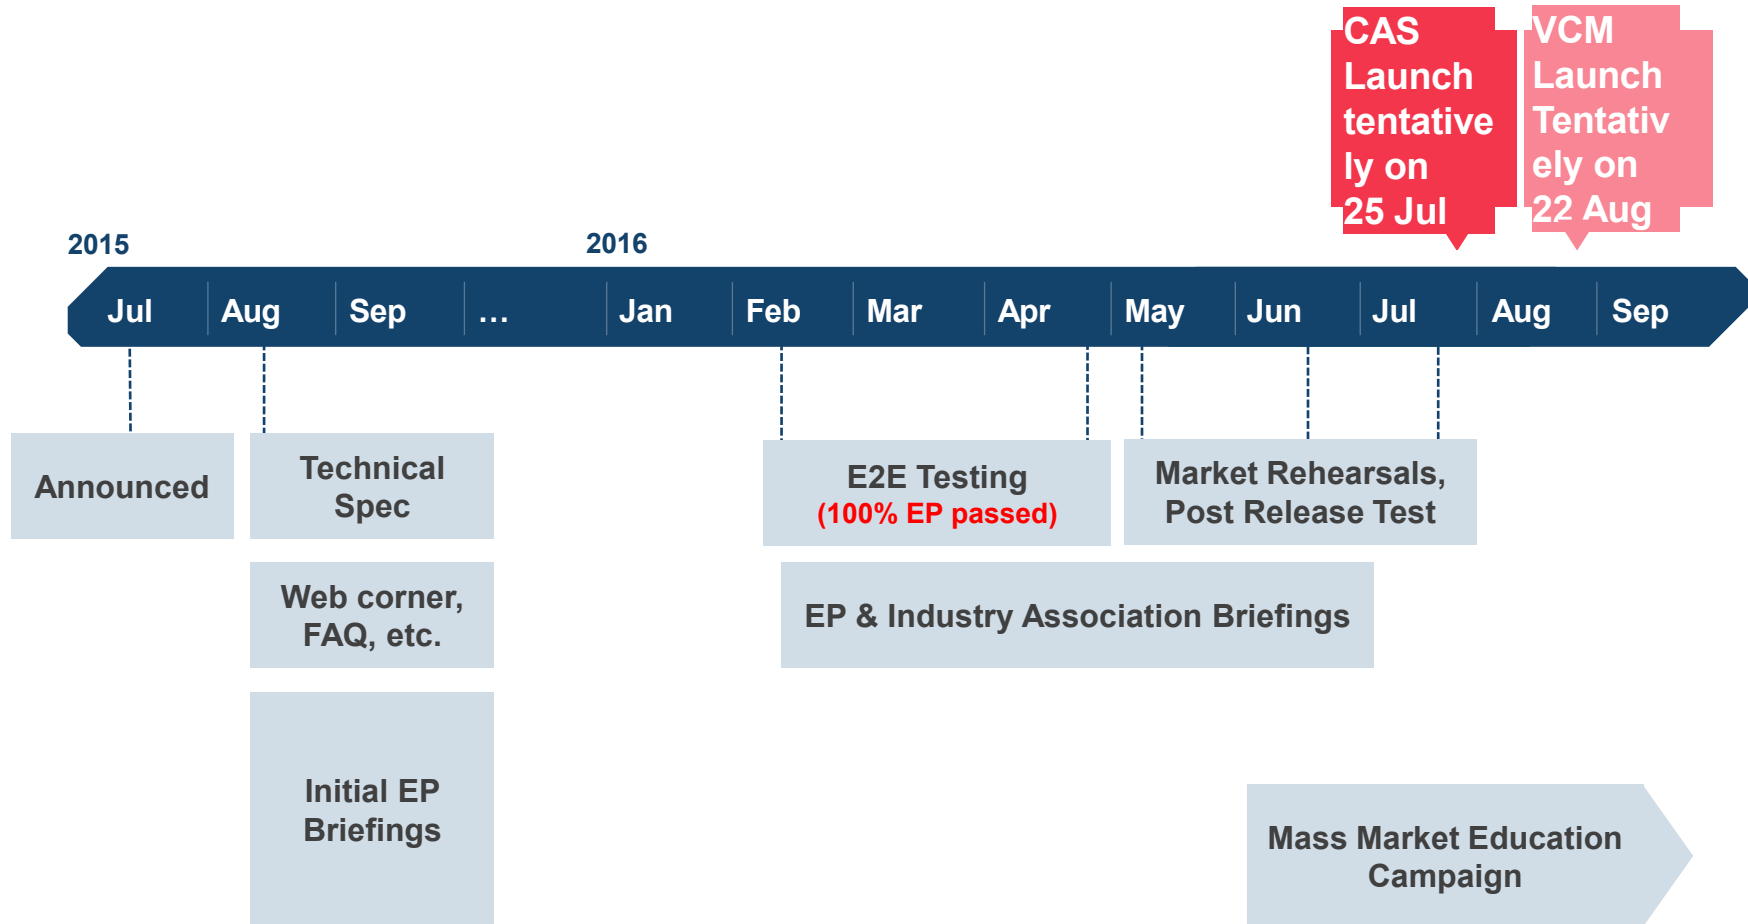 CAS
Launch
tentative
ly on
25 Jul
VCM
Launch
Tentativ
ely on
22 Aug
2015
2016
Jul Aug Sep … Jan Feb Mar Apr May Jun Jul Aug Sep
Announced
Technical
Spec
E2E Testing
(100% EP passed)
Market Rehearsals,
Post Release Test
Web corner,
FAQ, etc.
EP & Industry Association Briefings
Initial EP
Briefings
Mass Market Education
Campaign